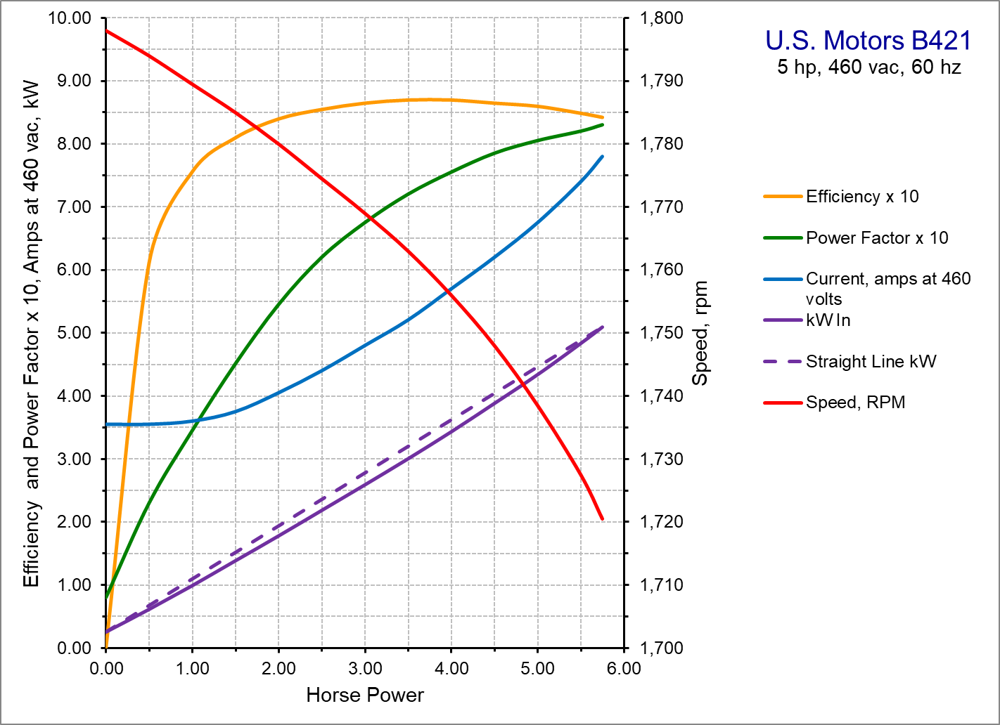 U.S. Motors B421
5 hp, 460 vac, 60 hz
Efficiency and Power Factor x 10, Amps at 460 vac, kW
10.00
9.00
8.00
7.00
6.00
5.00
4.00
3.00
2.00
1.00
0.00
1,800
1,790
1,780
1,770
1,760
1,750
1,740
1,730
1,720
1,710
1,700
Speed, rpm
0.00 1.00 2.00 3.00 4.00 5.00 6.00
Horse Power
Efficiency x 10
Power Factor x 10
Current, amps at 460
volts
kW In
Straight Line kW
Speed, RPM